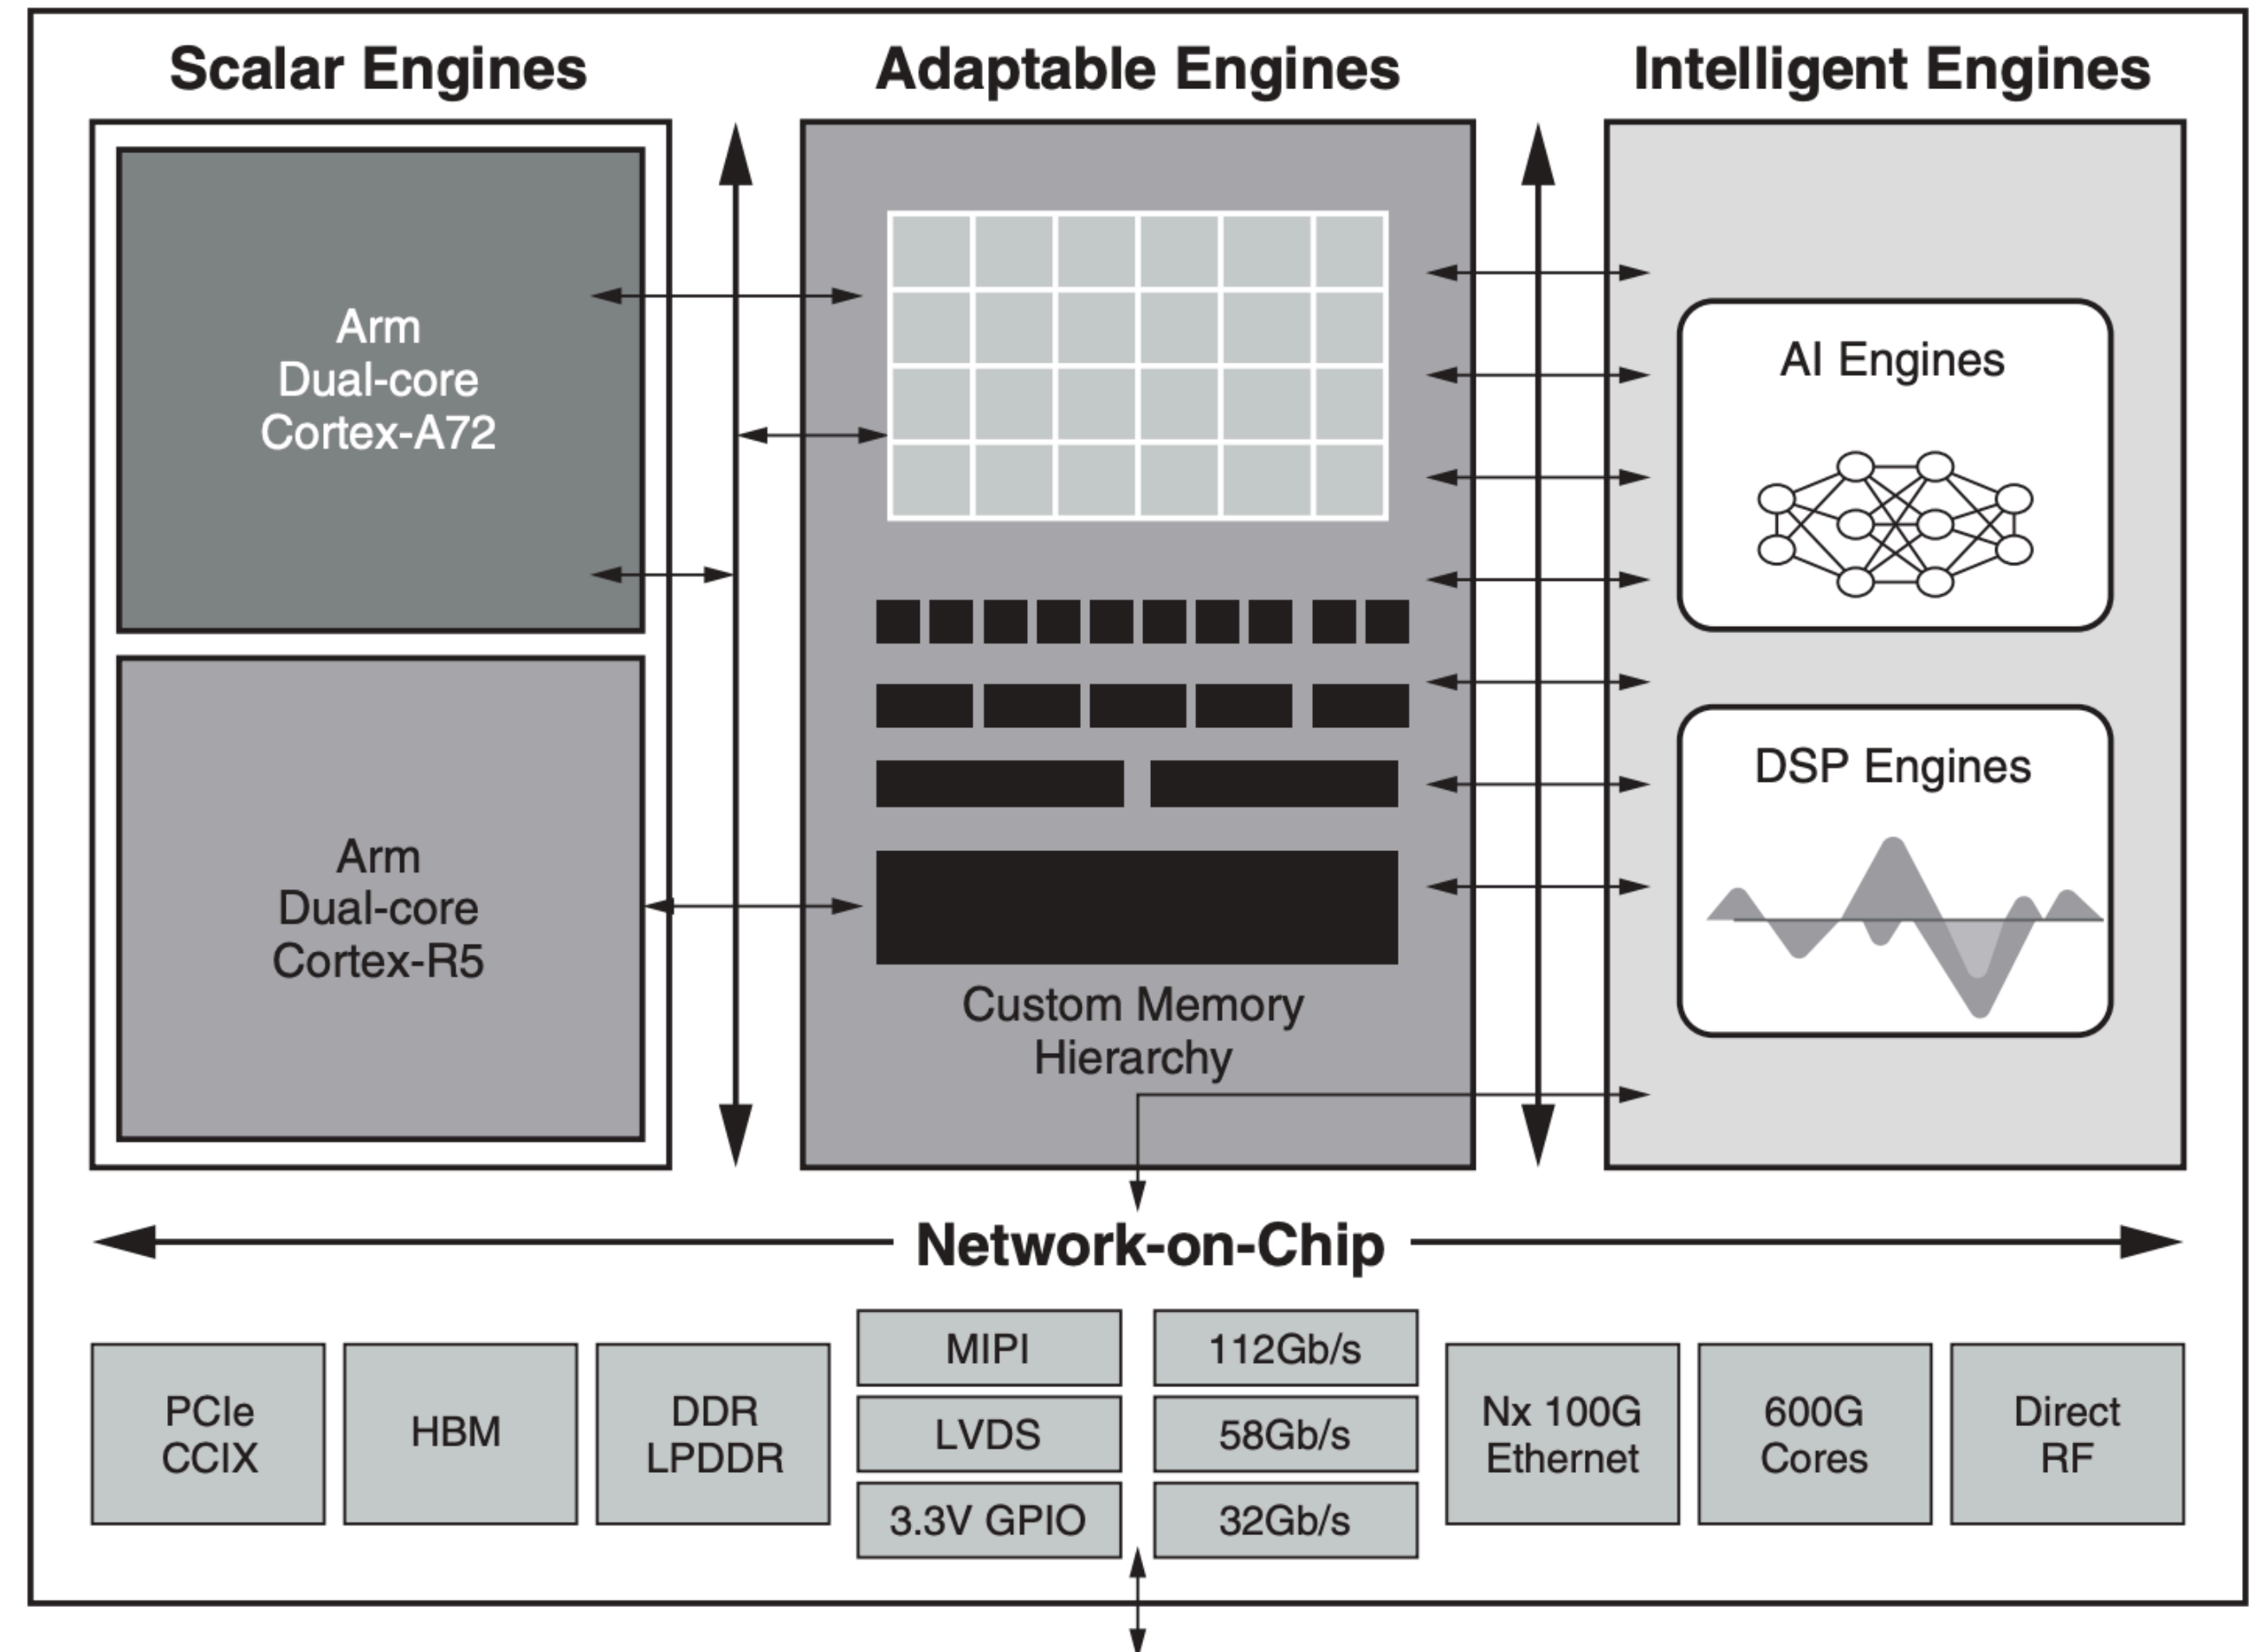 Scalar Engines
Adaptable Engines
Intelligent Engines
Arm
Dual-core
Cortex-A72
Arm
Dual-core
Cortex-R5
Custom Memory
Hierarchy
AI Engines
DSP Engines
Network-on-Chip
PCIe
CCIX
HBM
DDR
LPDDR
MIPI
LVDS
3.3V GPIO
112Gb/s
58Gb/s
32Gb/s
Nx 100G
Ethernet
600G
Cores
Direct
RF